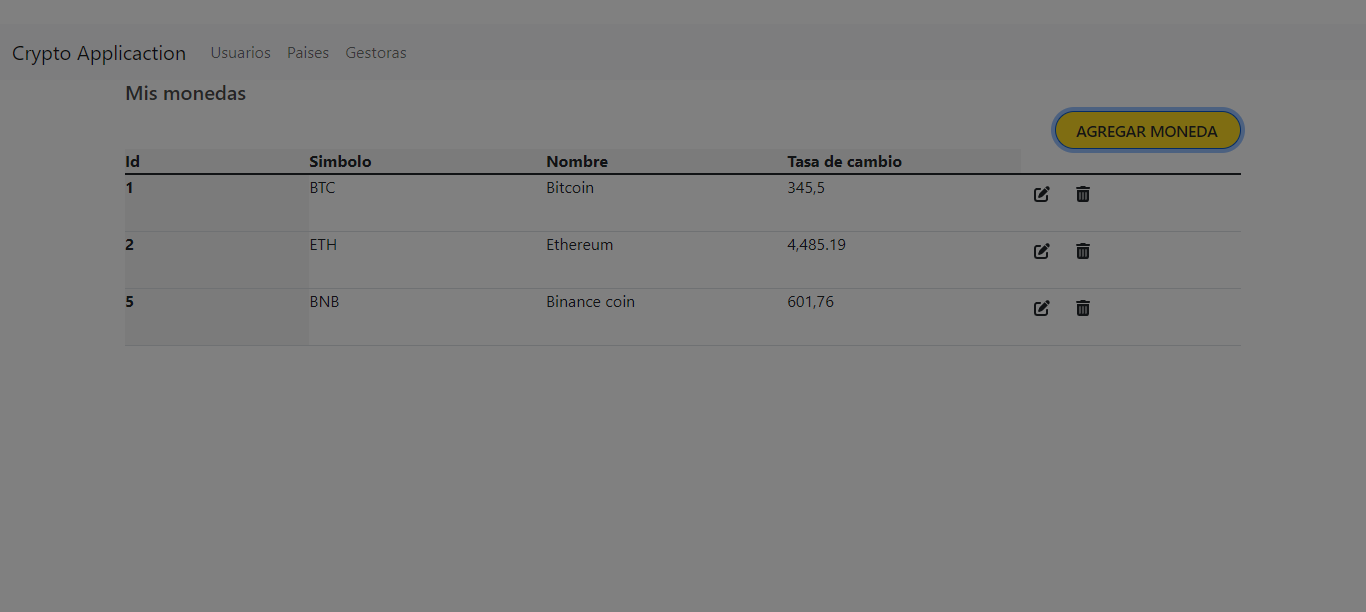 Crypto Applicaction Usuarios Paises Gestoras
Mis monedas
AGREGAR MONEDA
Id Simbolo Nombre Tasa de cambio
1 BTC Bitcoin 345,5
2 ETH Ethereum 4,485.19
5 BNB Binance coin 601,76